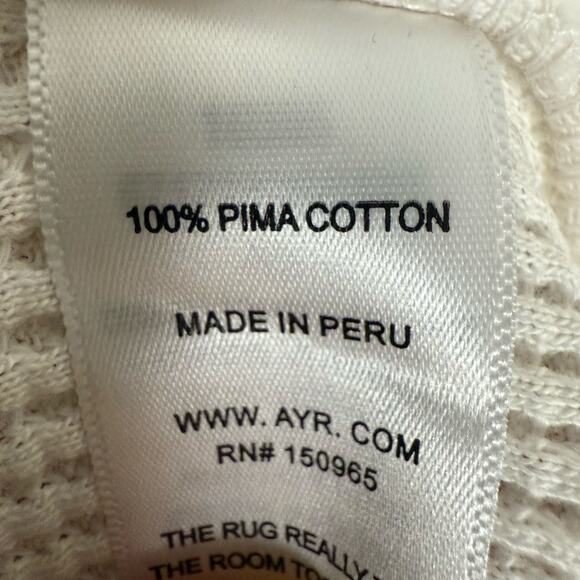 100% PIMA COTTON
MADE IN PERU
WWW. AYR. COM
RN# 150965
THE RUG REALLY
THE ROOM